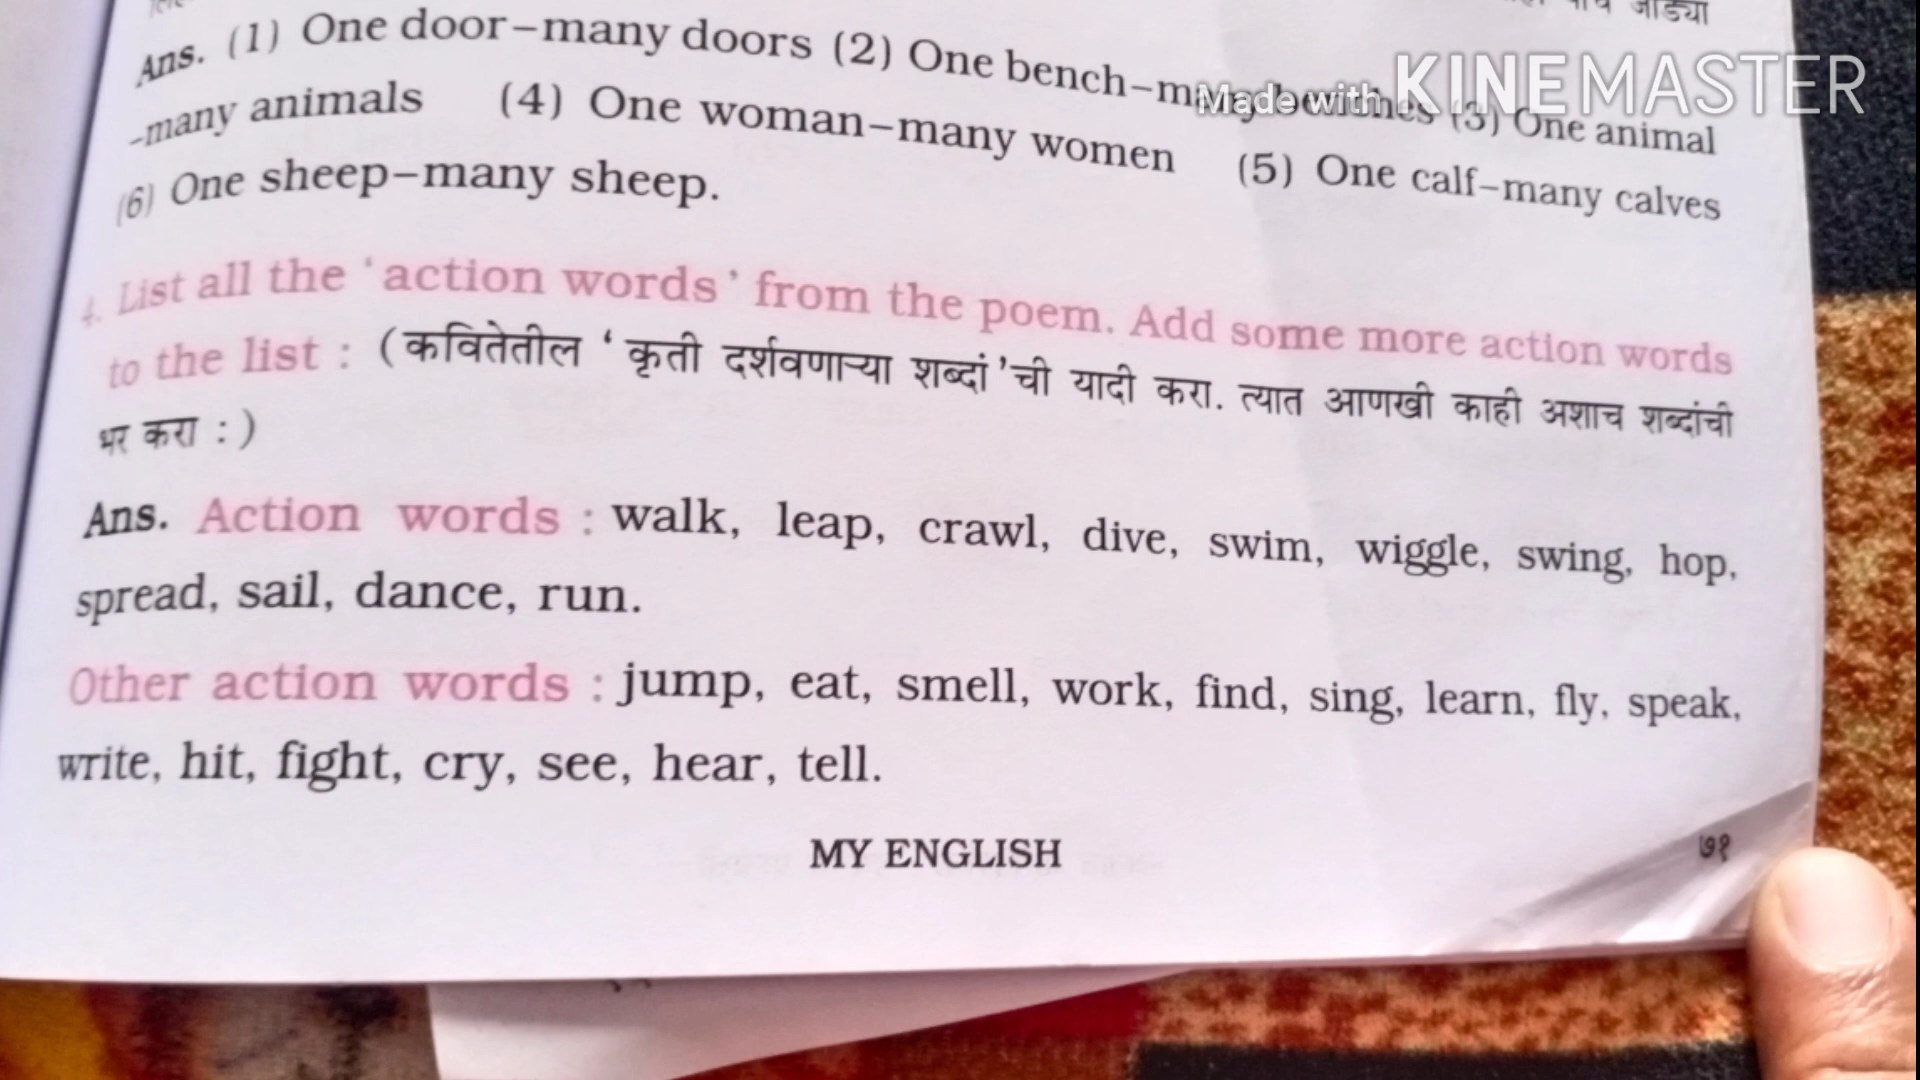 जोड्या
Ans. (1) One door–many doors (2) One bench–many benches (3) One animal
–many animals (4) One woman–many women (5) One calf–many calves
(6) One sheep–many sheep.
4. List all the ‘action words’ from the poem. Add some more action words
to the list : (कवितेतील ‘कृती दर्शवणाऱ्या शब्दां’ची यादी करा. त्यात आणखी काही अशाच शब्दांची
भर करा :)
Ans. Action words : walk, leap, crawl, dive, swim, wiggle, swing, hop,
spread, sail, dance, run.
Other action words : jump, eat, smell, work, find, sing, learn, fly, speak,
write, hit, fight, cry, see, hear, tell.
MY ENGLISH
७१
Made with KINEMASTER